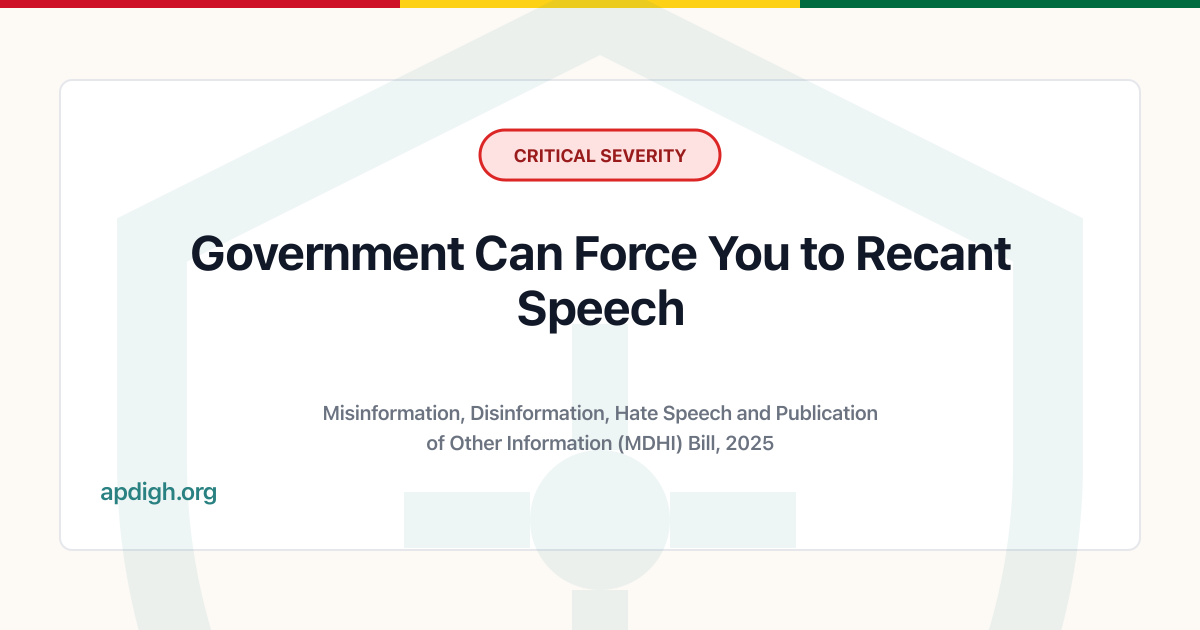 CRITICAL SEVERITY
Government Can Force You to Recant
Speech
Misinformation, Disinformation, Hate Speech and Publication
of Other Information (MDHI) Bill, 2025
apdigh.org